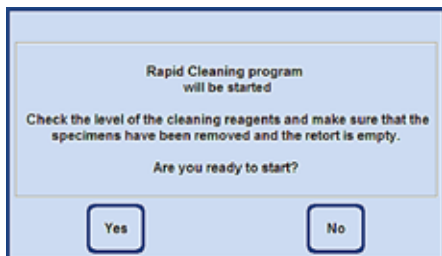 Rapid Cleaning program
will be started
Check the level of the cleaning reagents and make sure that the
specimens have been removed and the retort is empty.
Are you ready to start?
Yes
No